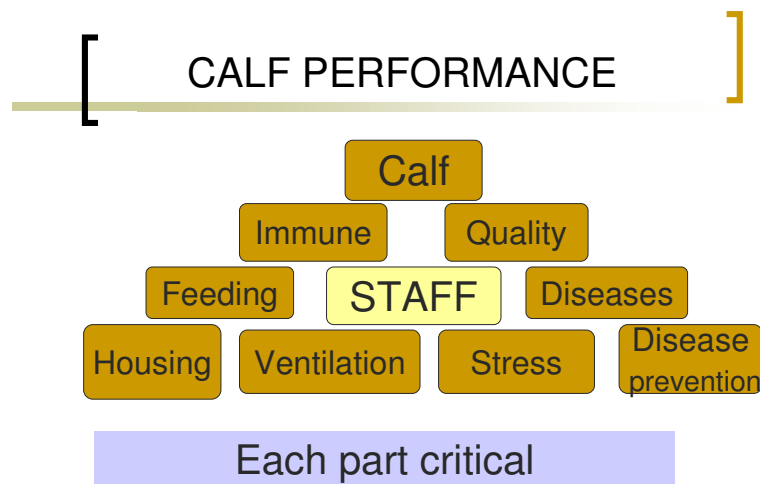 CALF PERFORMANCE
Calf
Immune
Quality
Feeding
STAFF
Diseases
Housing
Ventilation
Stress
Disease
prevention
Each part critical